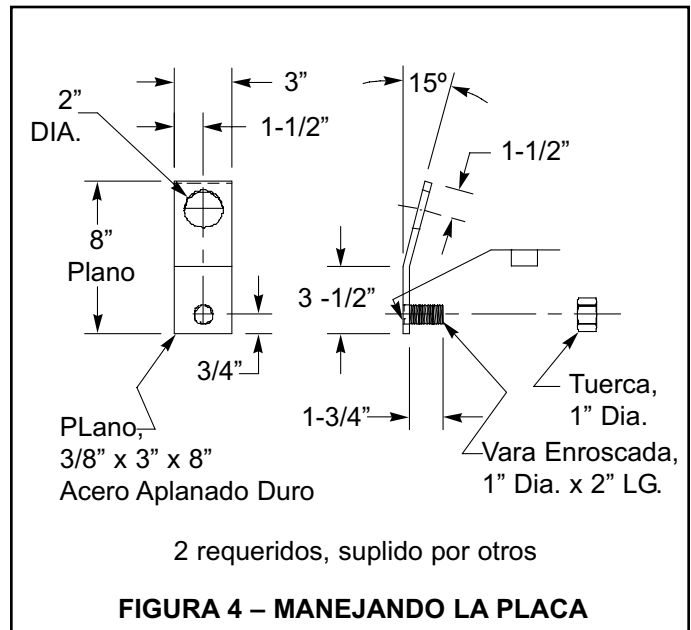 3”
2”
DIA.
1-1/2”
15º
1-1/2”
8”
Plano
3 -1/2”
3/4”
1-3/4”
Tuerca,
1” Dia.
PLano,
3/8” x 3” x 8”
Acero Aplanado Duro
Vara Enroscada,
1” Dia. x 2” LG.
2 requeridos, suplido por otros
FIGURA 4 – MANEJANDO LA PLACA